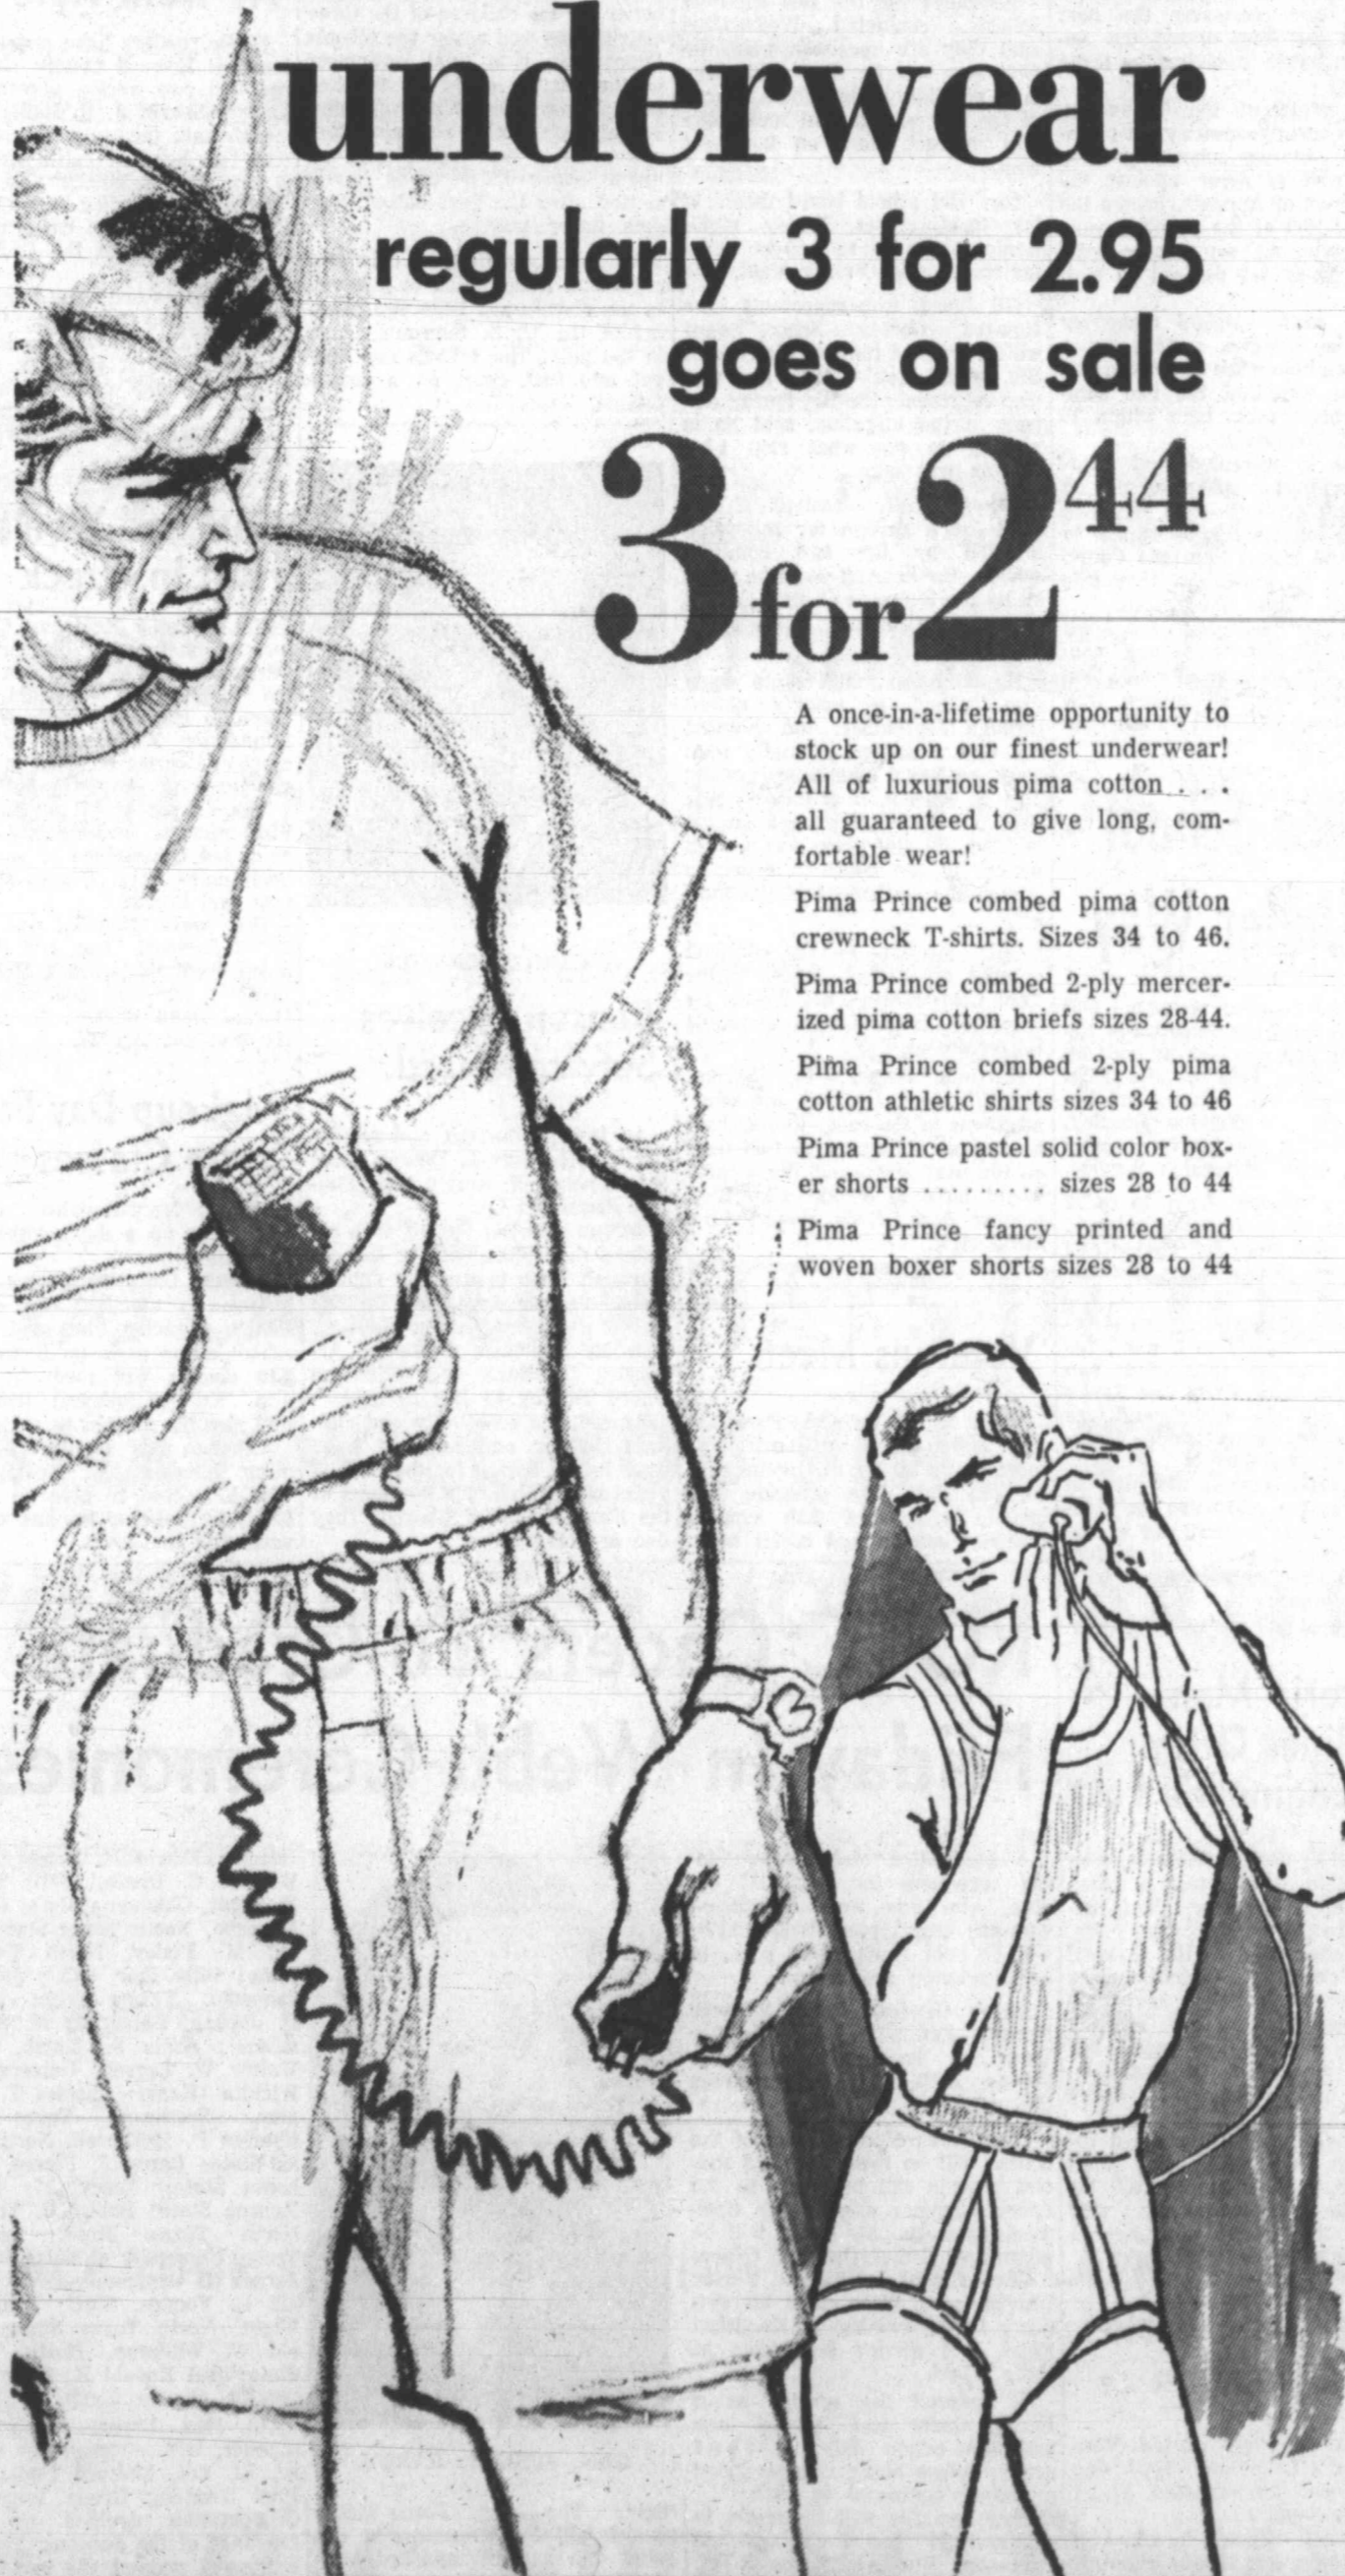 underwear
regularly 3 for 2.95
goes on sale
3 for 2 44
A once-in-a-lifetime opportunity to
stock up on our finest underwear!
All of luxurious pima cotton . . .
all guaranteed to give long, com-
fortable wear!
Pima Prince combed pima cotton
crewneck T-shirts. Sizes 34 to 46.
Pima Prince combed 2-ply mercer-
ized pima cotton briefs sizes 28-44.
Pima Prince combed 2-ply pima
cotton athletic shirts sizes 34 to 46
Pima Prince pastel solid color box-
er shorts ......... sizes 28 to 44
Pima Prince fancy printed and
woven boxer shorts sizes 28 to 44